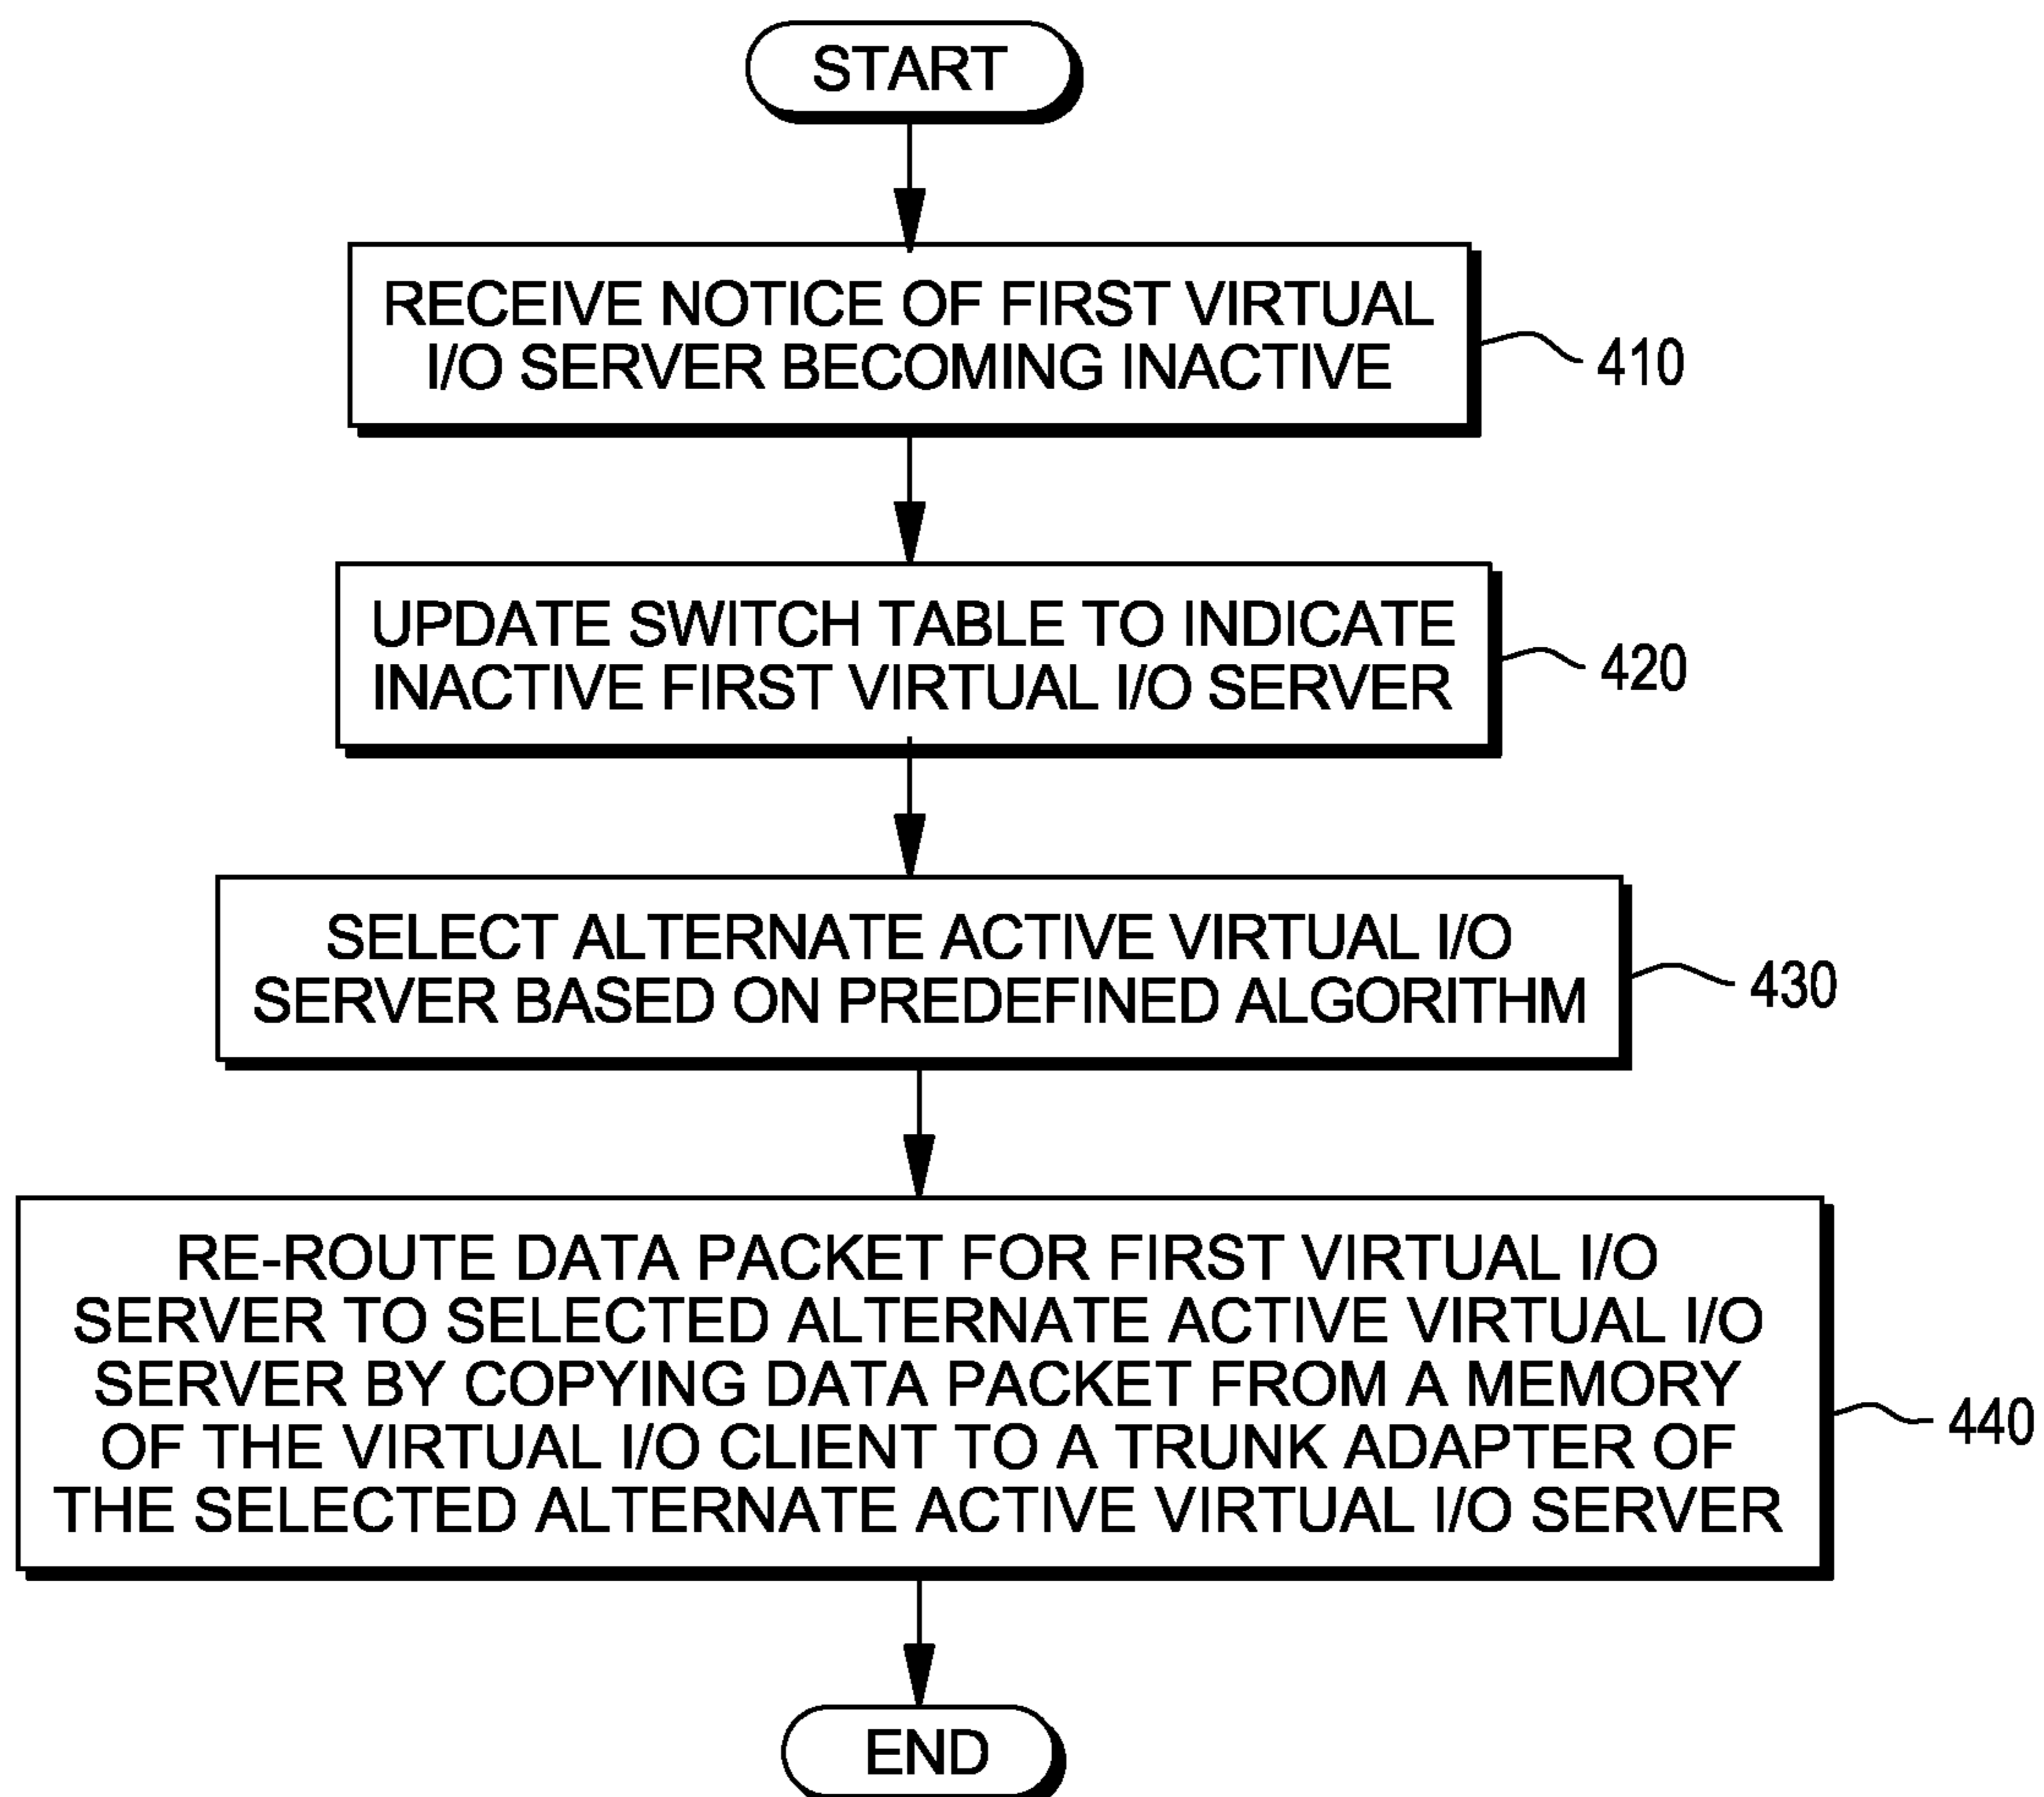 START
RECEIVE NOTICE OF FIRST VIRTUAL
I/O SERVER BECOMING INACTIVE
410
UPDATE SWITCH TABLE TO INDICATE
INACTIVE FIRST VIRTUAL I/O SERVER
420
SELECT ALTERNATE ACTIVE VIRTUAL I/O
SERVER BASED ON PREDEFINED ALGORITHM
430
RE-ROUTE DATA PACKET FOR FIRST VIRTUAL I/O
SERVER TO SELECTED ALTERNATE ACTIVE VIRTUAL I/O
SERVER BY COPYING DATA PACKET FROM A MEMORY
OF THE VIRTUAL I/O CLIENT TO A TRUNK ADAPTER OF
THE SELECTED ALTERNATE ACTIVE VIRTUAL I/O SERVER
440
END